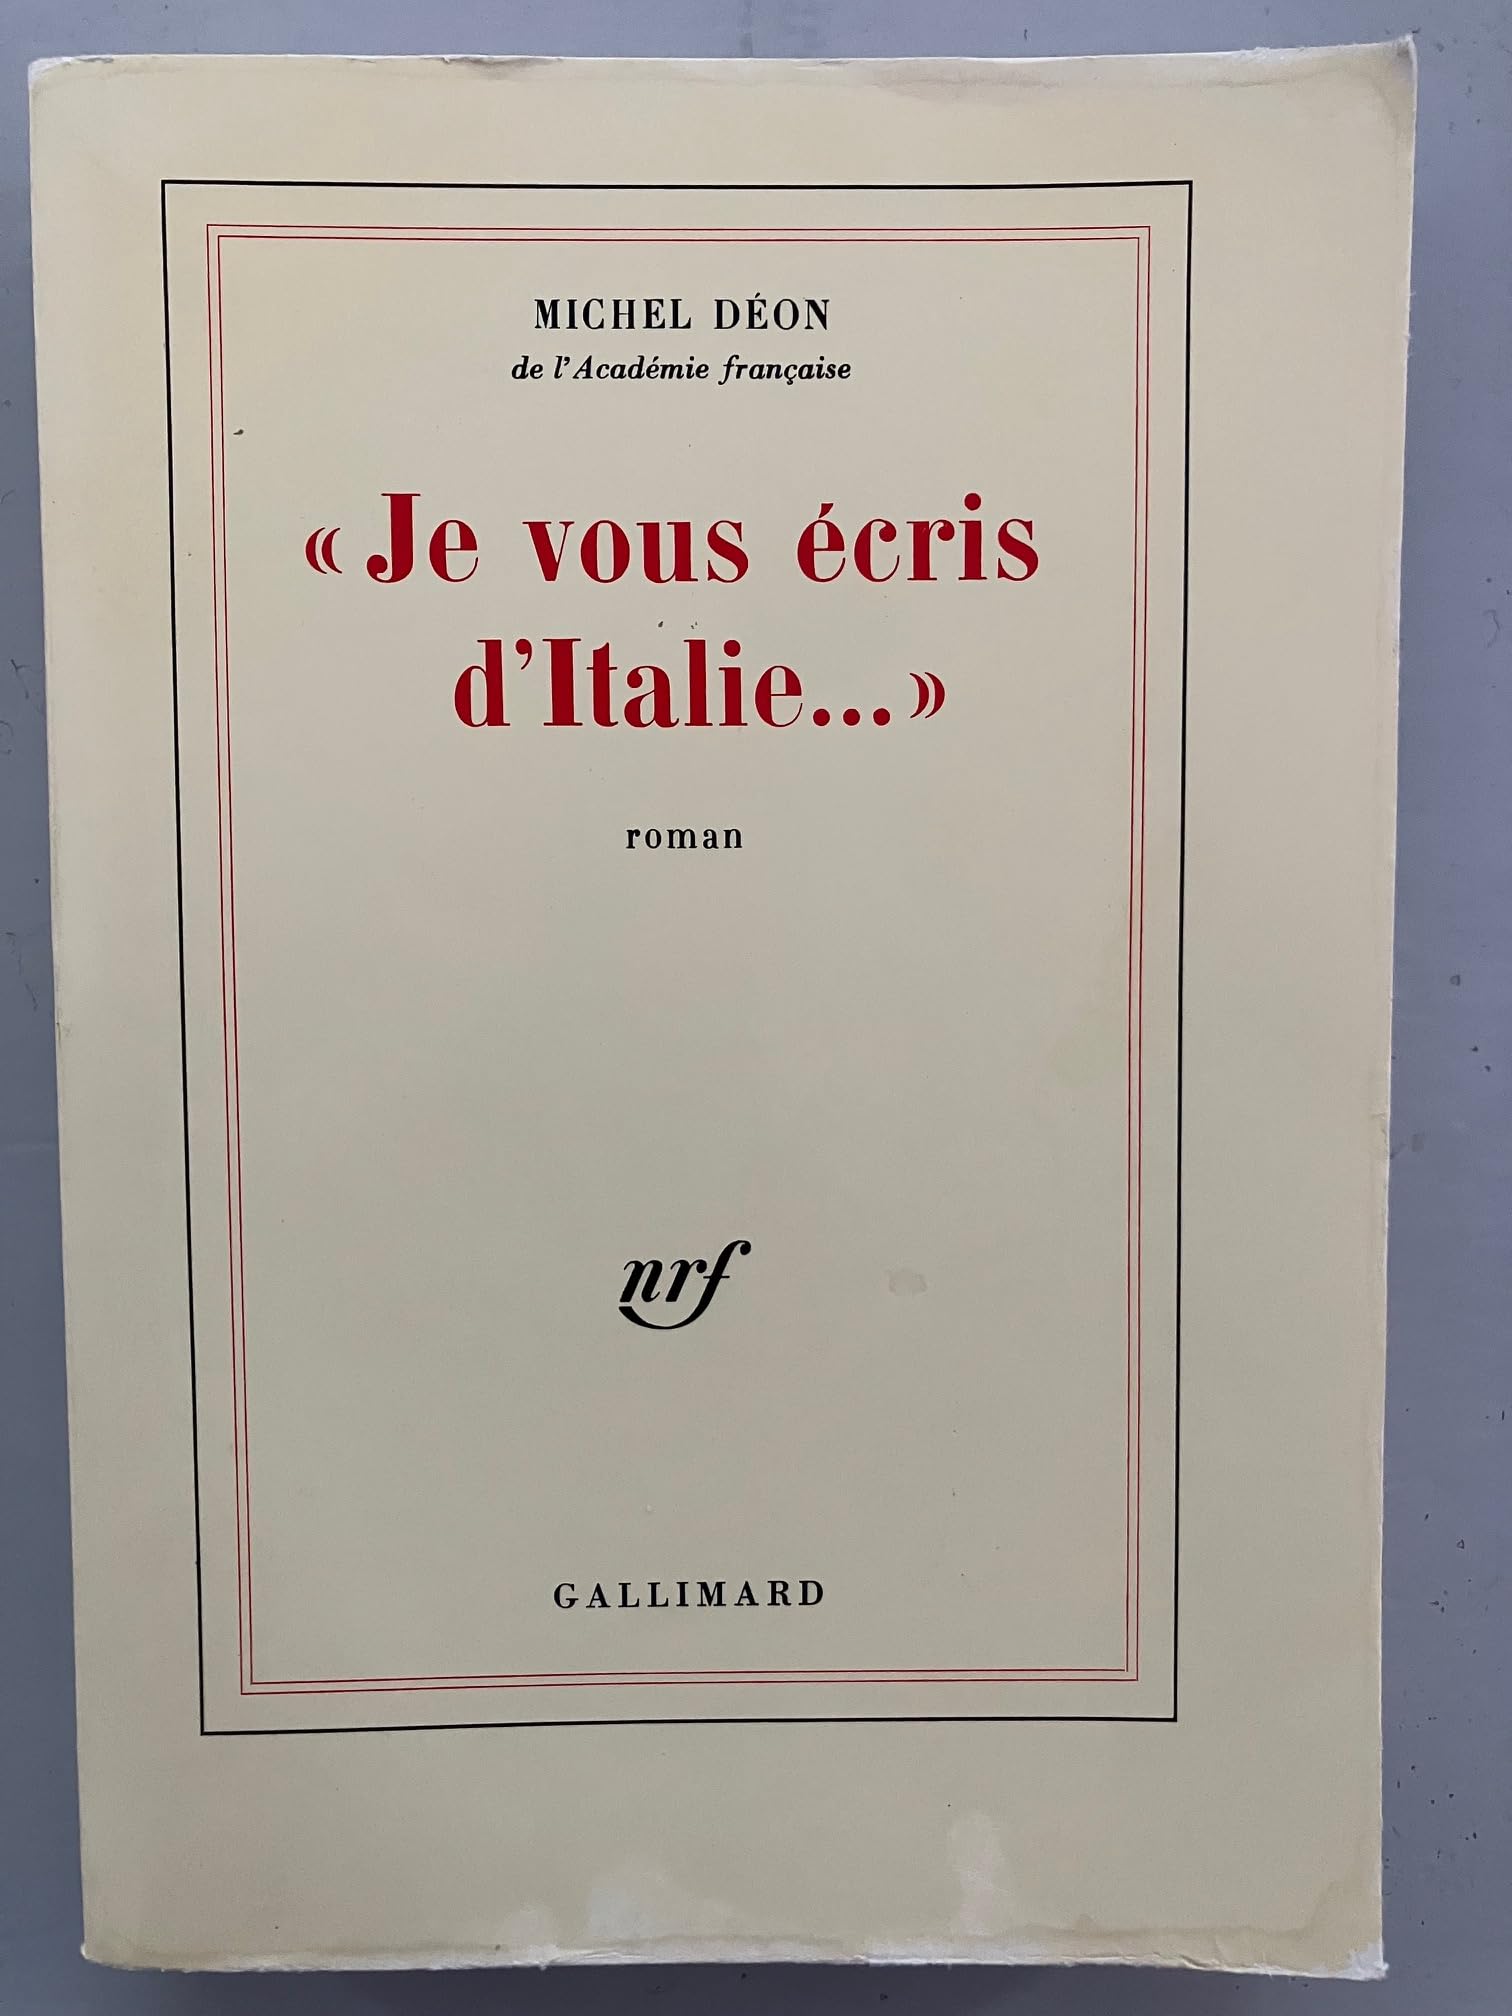 MICHEL DÉON
de l'Académie française
« Je vous écris
d'Italie... »
roman
nrf
GALLIMARD